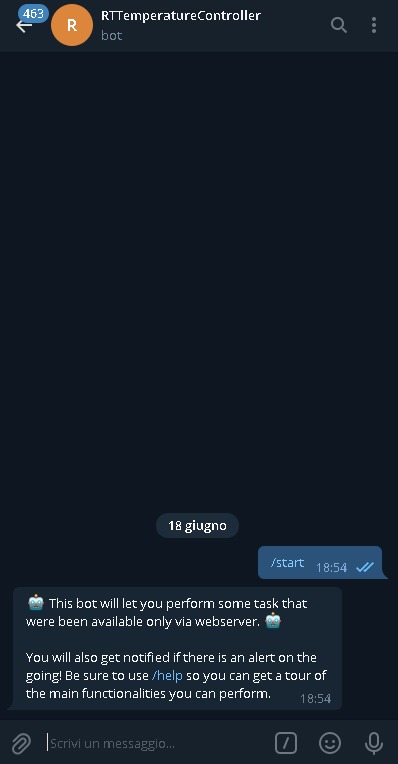 463
R
RTTemperatureController
bot
18 giugno
/start 18:54
🤖 This bot will let you perform some task that
were been available only via webserver. 🤖
You will also get notified if there is an alert on the
going! Be sure to use /help so you can get a tour of
the main functionalities you can perform. 18:54
Scrivi un messaggio...